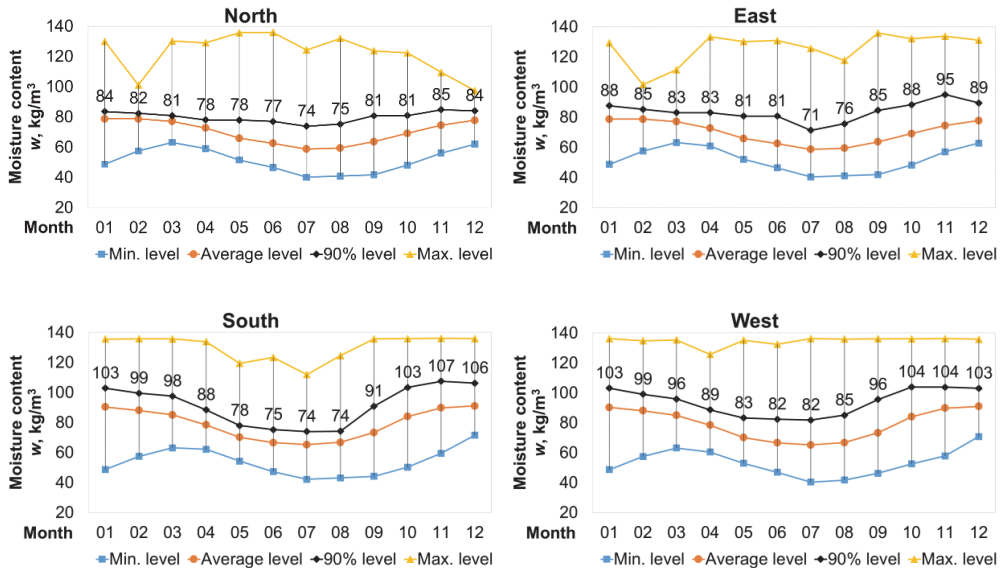 North
Moisture content
w, kg/m³
140
120
100
80
60
40
20
84 82 81 78 78 77 74 75 81 81 85 84
Month 01 02 03 04 05 06 07 08 09 10 11 12
Min. level Average level 90% level Max. level
East
Moisture content
w, kg/m³
140
120
100
80
60
40
20
88 85 83 83 81 81 71 76 85 88 95 89
Month 01 02 03 04 05 06 07 08 09 10 11 12
Min. level Average level 90% level Max. level
South
Moisture content
w, kg/m³
140
120
100
80
60
40
20
103 99 98 88 78 75 74 74 91 103 107 106
Month 01 02 03 04 05 06 07 08 09 10 11 12
Min. level Average level 90% level Max. level
West
Moisture content
w, kg/m³
140
120
100
80
60
40
20
103 99 96 89 83 82 82 85 96 104 104 103
Month 01 02 03 04 05 06 07 08 09 10 11 12
Min. level Average level 90% level Max. level